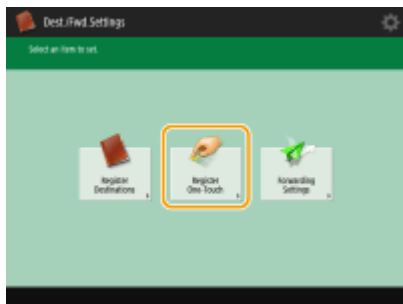 Dest./Fwd.Settings
Select an item to set.
Register
Destinations
Register
One-Touch
Forwarding
Settings